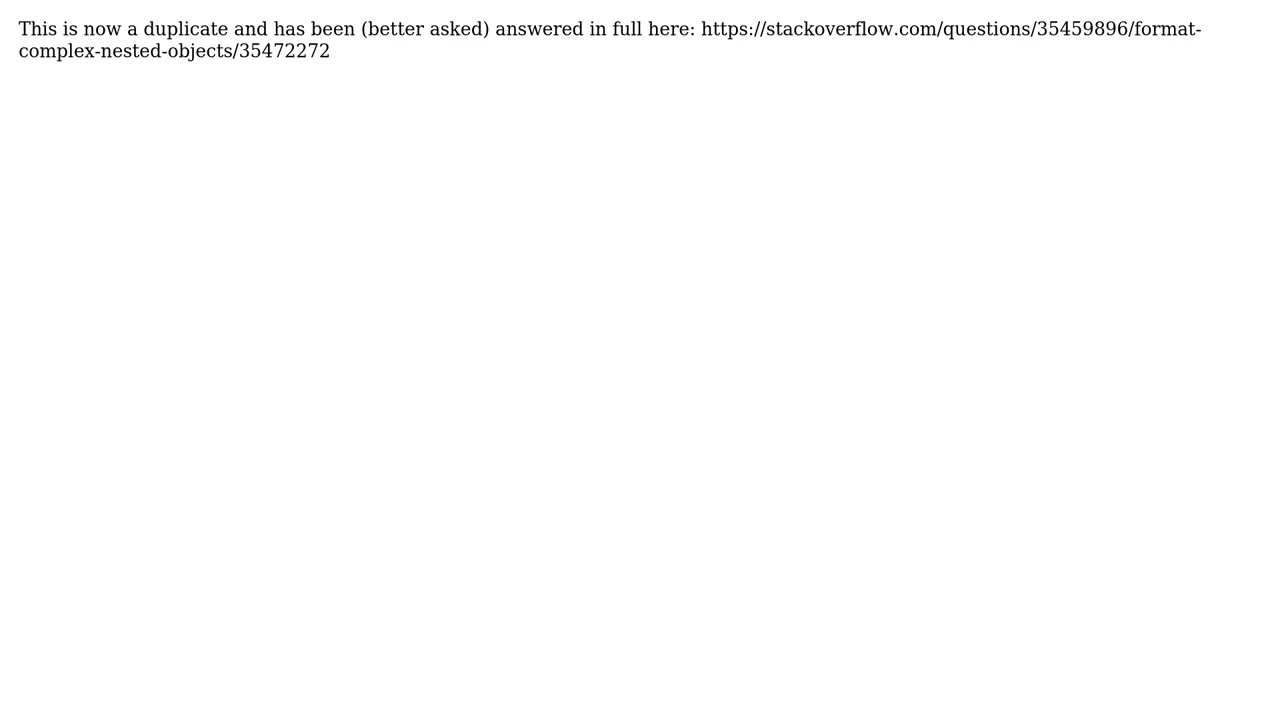 This is now a duplicate and has been (better asked) answered in full here: https://stackoverflow.com/questions/35459896/format-
complex-nested-objects/35472272